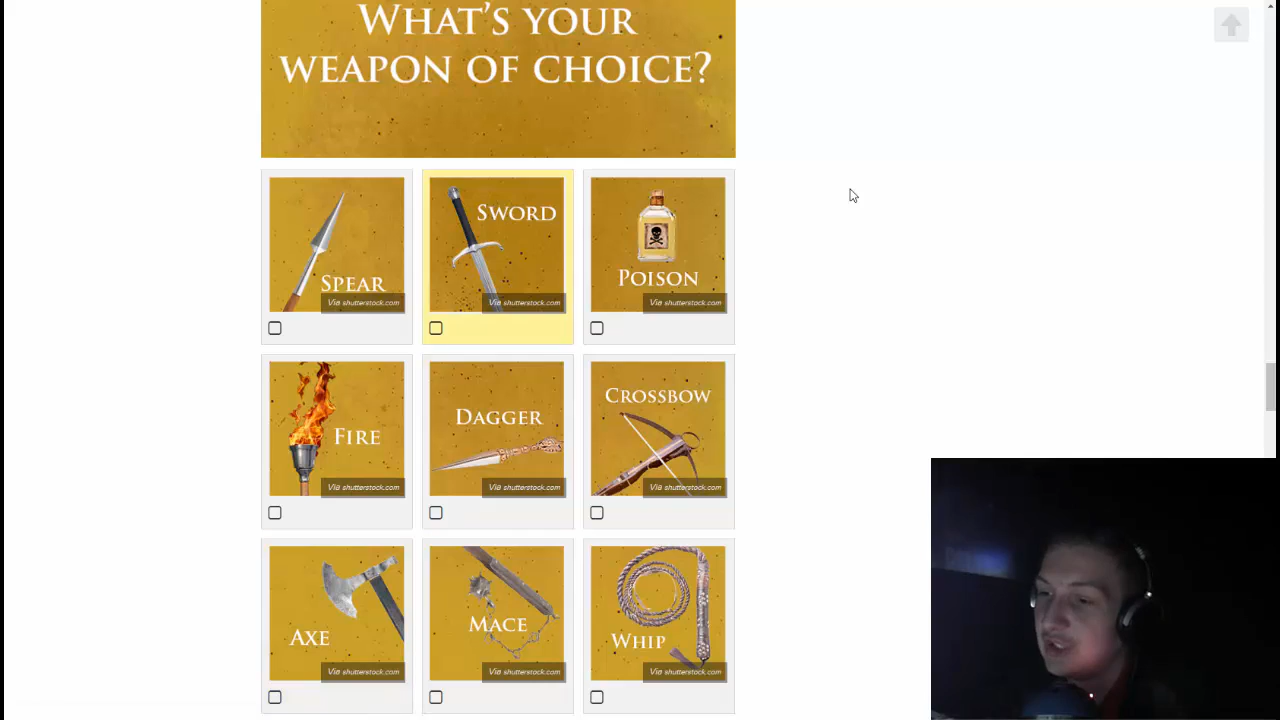 What's your
weapon of choice?
Spear
Via shutterstock.com
Sword
Via shutterstock.com
Poison
Via shutterstock.com
Fire
Via shutterstock.com
Dagger
Via shutterstock.com
Crossbow
Via shutterstock.com
Axe
Via shutterstock.com
Mace
Via shutterstock.com
Whip
Via shutterstock.com